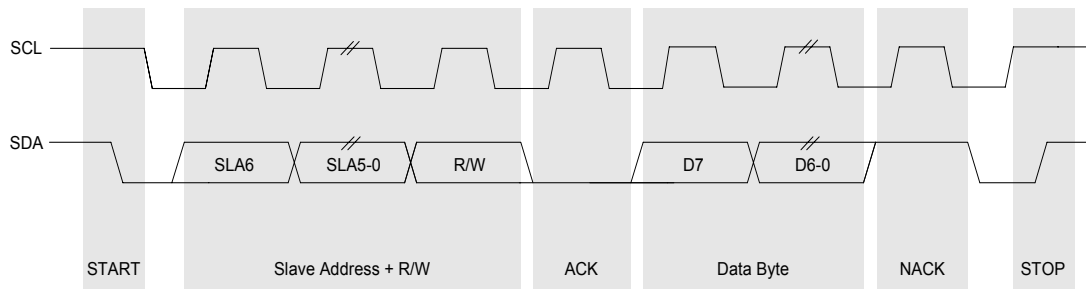 SCL
SDA
SLA6 SLA5-0 R/W D7 D6-0
START Slave Address + R/W ACK Data Byte NACK STOP